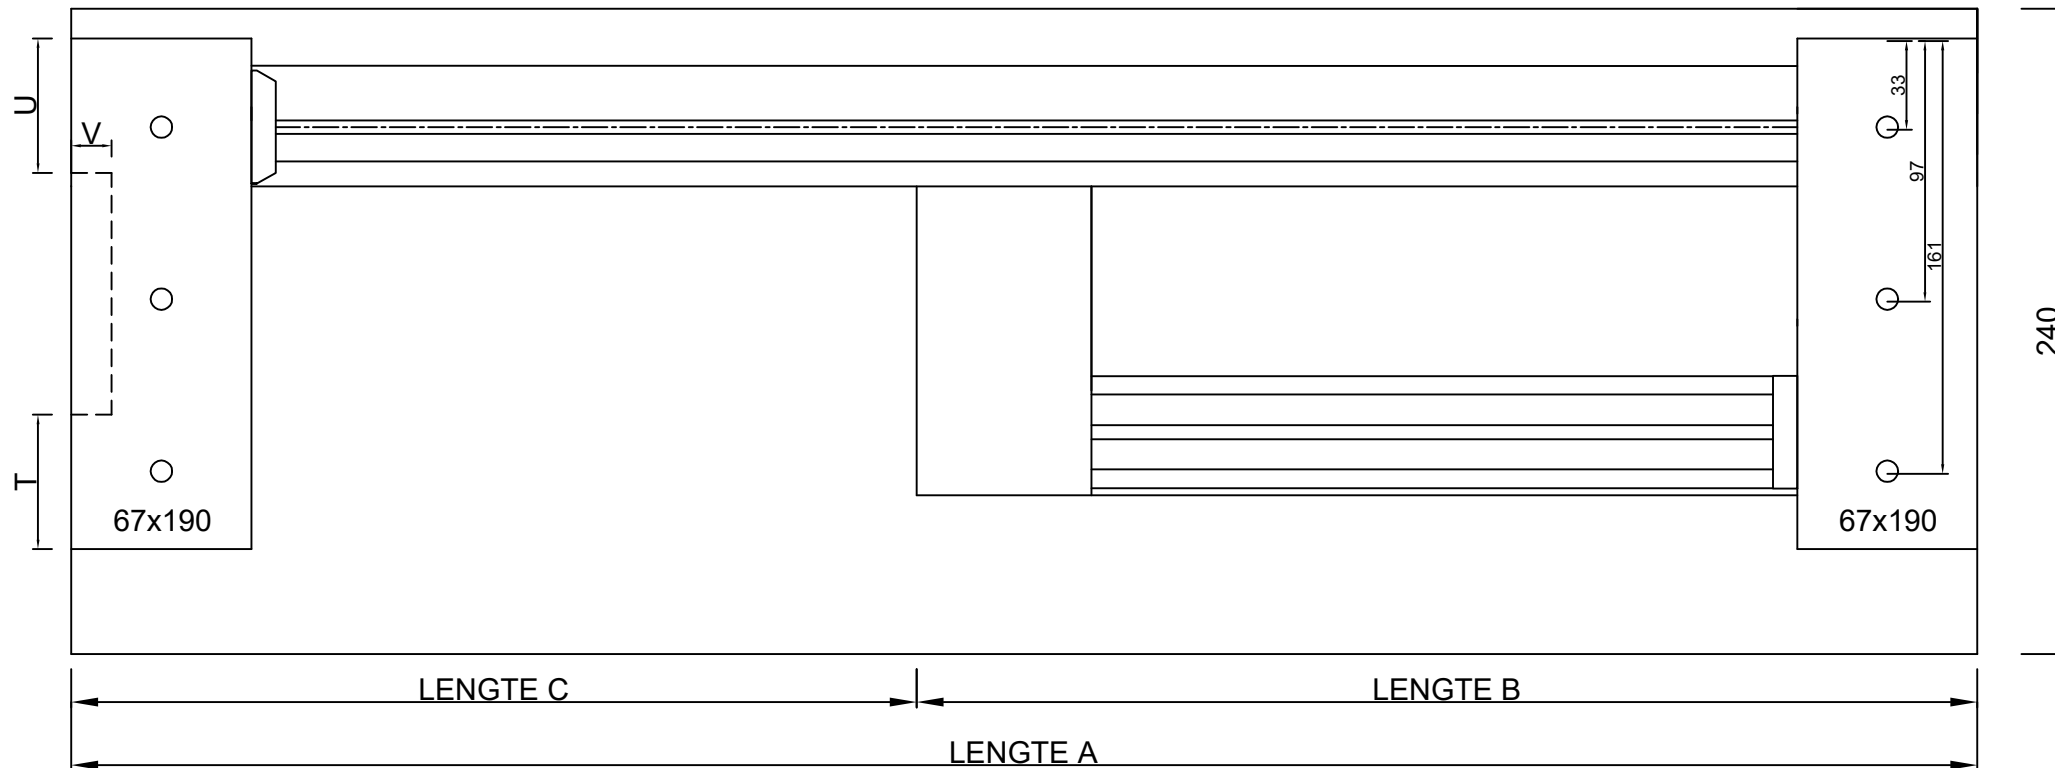 U
V
33
97
161
240
T
67x190
67x190
LENGTE C
LENGTE B
LENGTE A